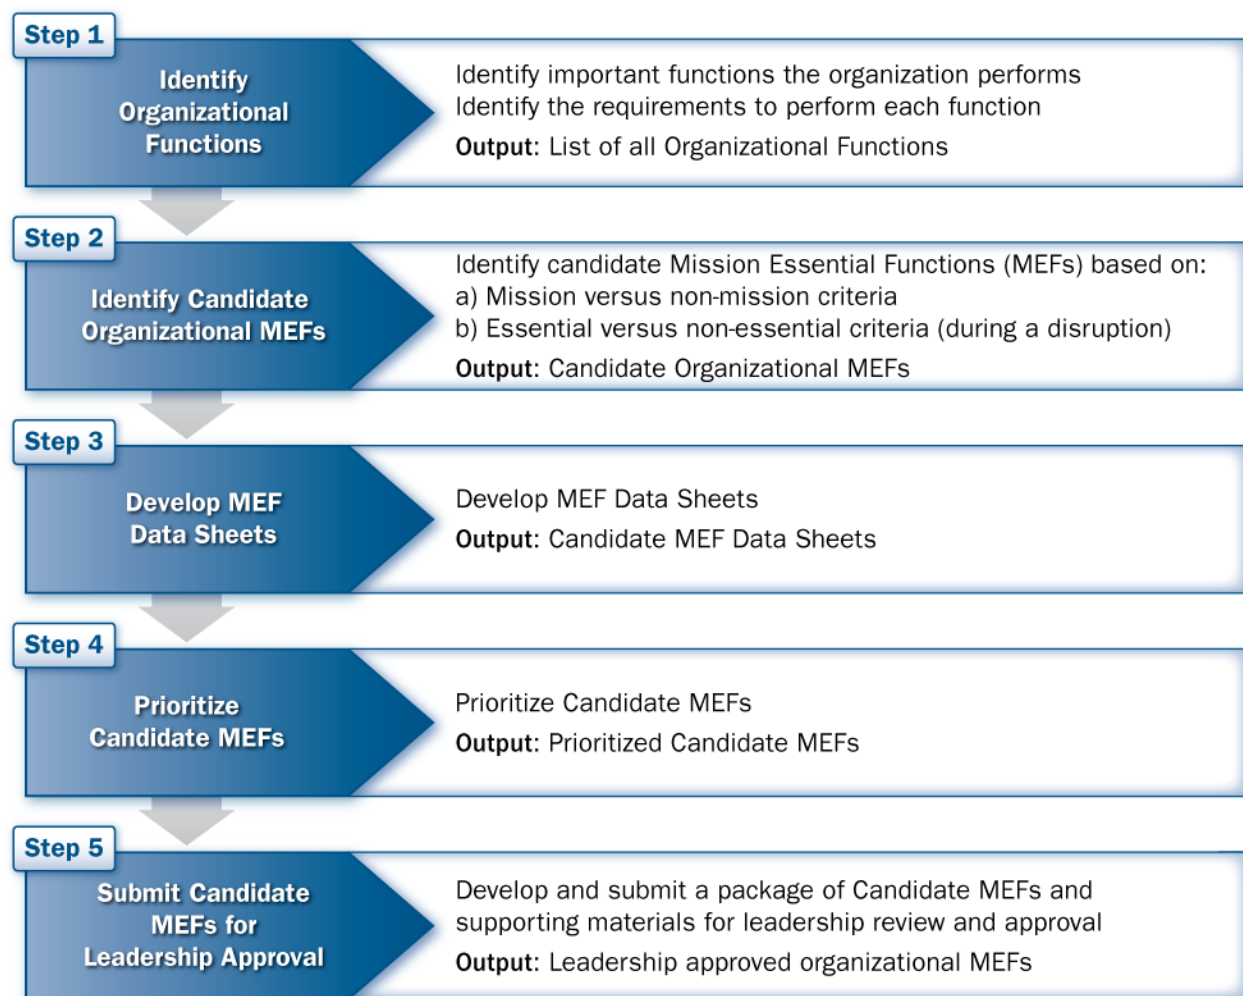 Step 1
Identify
Organizational
Functions
Identify important functions the organization performs
Identify the requirements to perform each function
Output: List of all Organizational Functions
Step 2
Identify Candidate
Organizational MEFs
Identify candidate Mission Essential Functions (MEFs) based on:
a) Mission versus non-mission criteria
b) Essential versus non-essential criteria (during a disruption)
Output: Candidate Organizational MEFs
Step 3
Develop MEF
Data Sheets
Develop MEF Data Sheets
Output: Candidate MEF Data Sheets
Step 4
Prioritize
Candidate MEFs
Prioritize Candidate MEFs
Output: Prioritized Candidate MEFs
Step 5
Submit Candidate
MEFs for
Leadership Approval
Develop and submit a package of Candidate MEFs and
supporting materials for leadership review and approval
Output: Leadership approved organizational MEFs